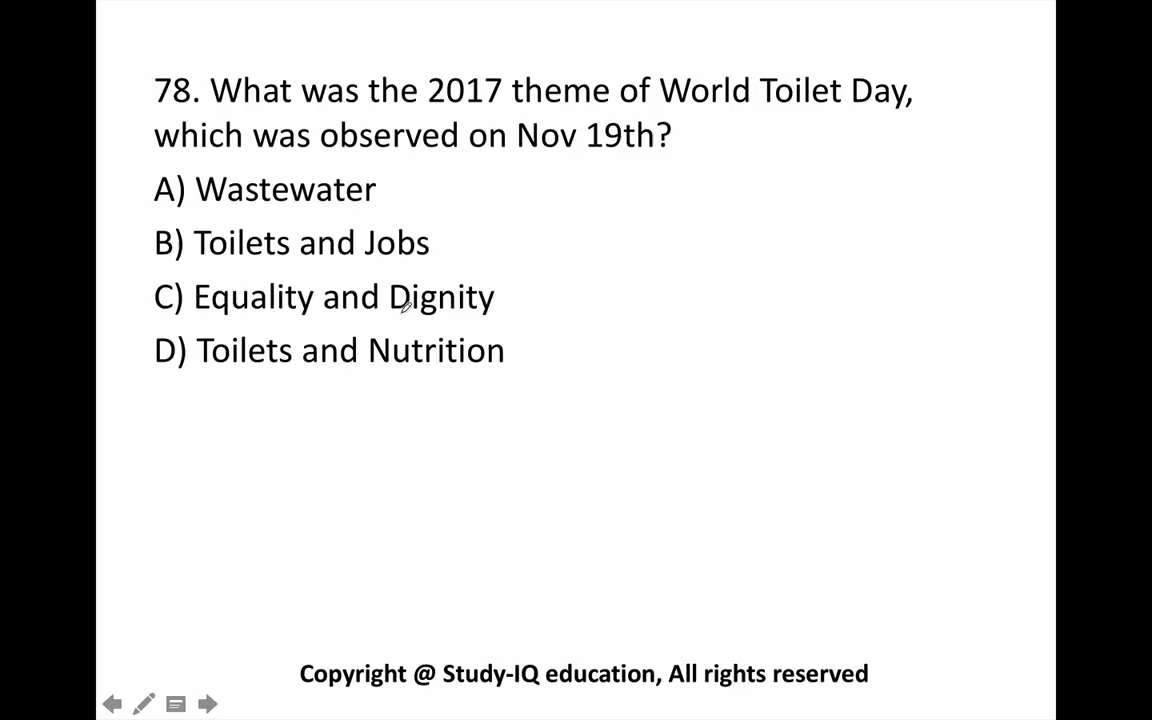 78. What was the 2017 theme of World Toilet Day,
which was observed on Nov 19th?
A) Wastewater
B) Toilets and Jobs
C) Equality and Dignity
D) Toilets and Nutrition
Copyright @ Study-IQ education, All rights reserved